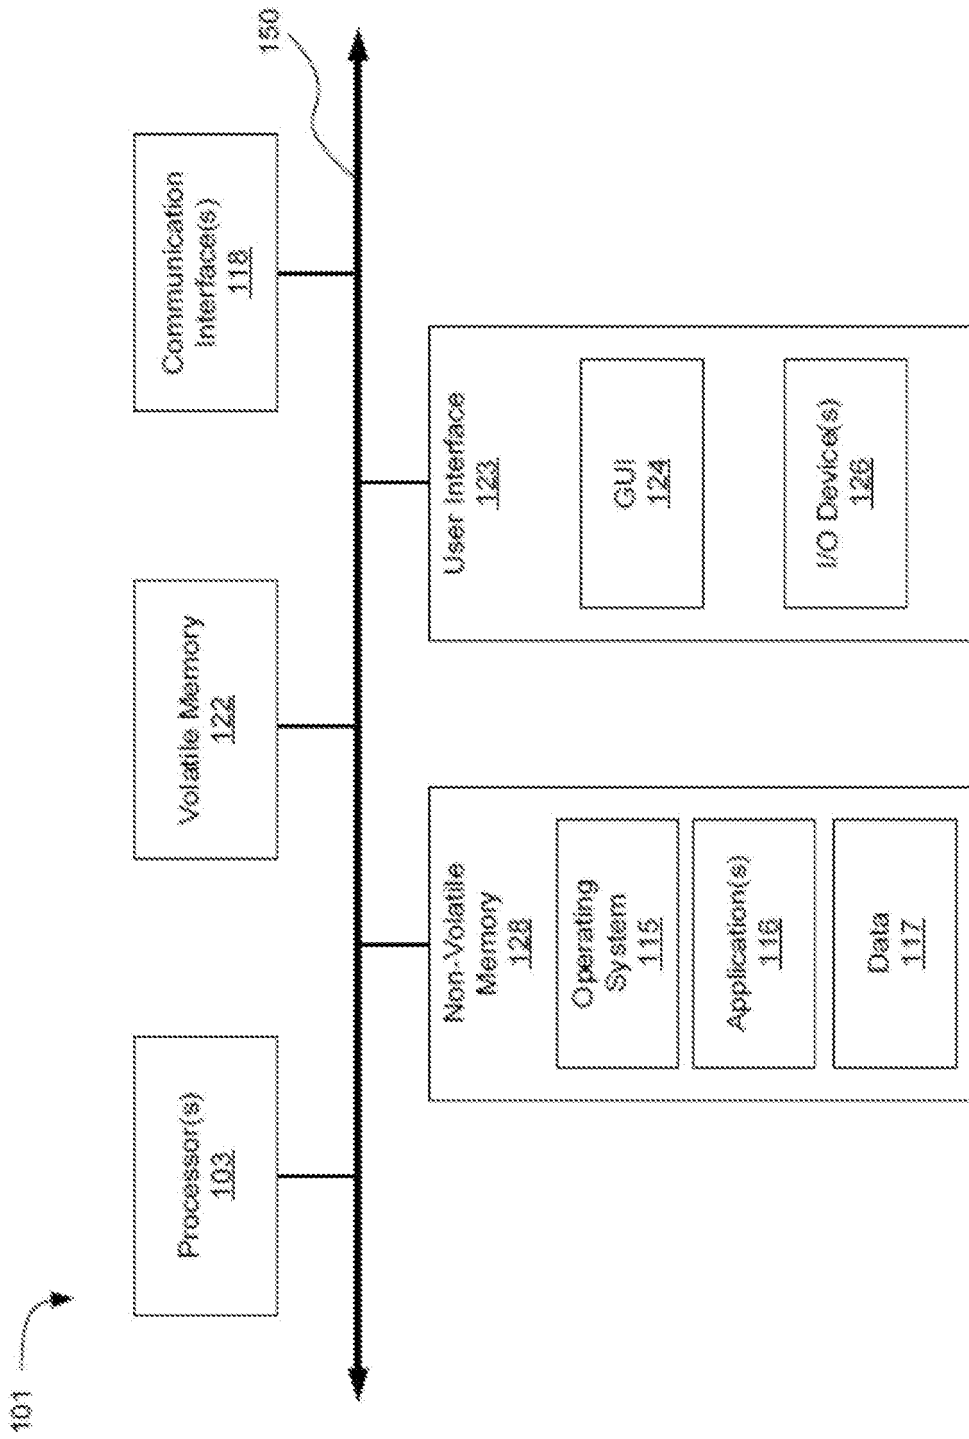 101
Processor(s)
103
Volatile Memory
122
Communication
Interface(s)
118
150
Non-Volatile
Memory
128
Operating
System
115
Application(s)
116
Data
117
User Interface
123
GUI
124
I/O Device(s)
126